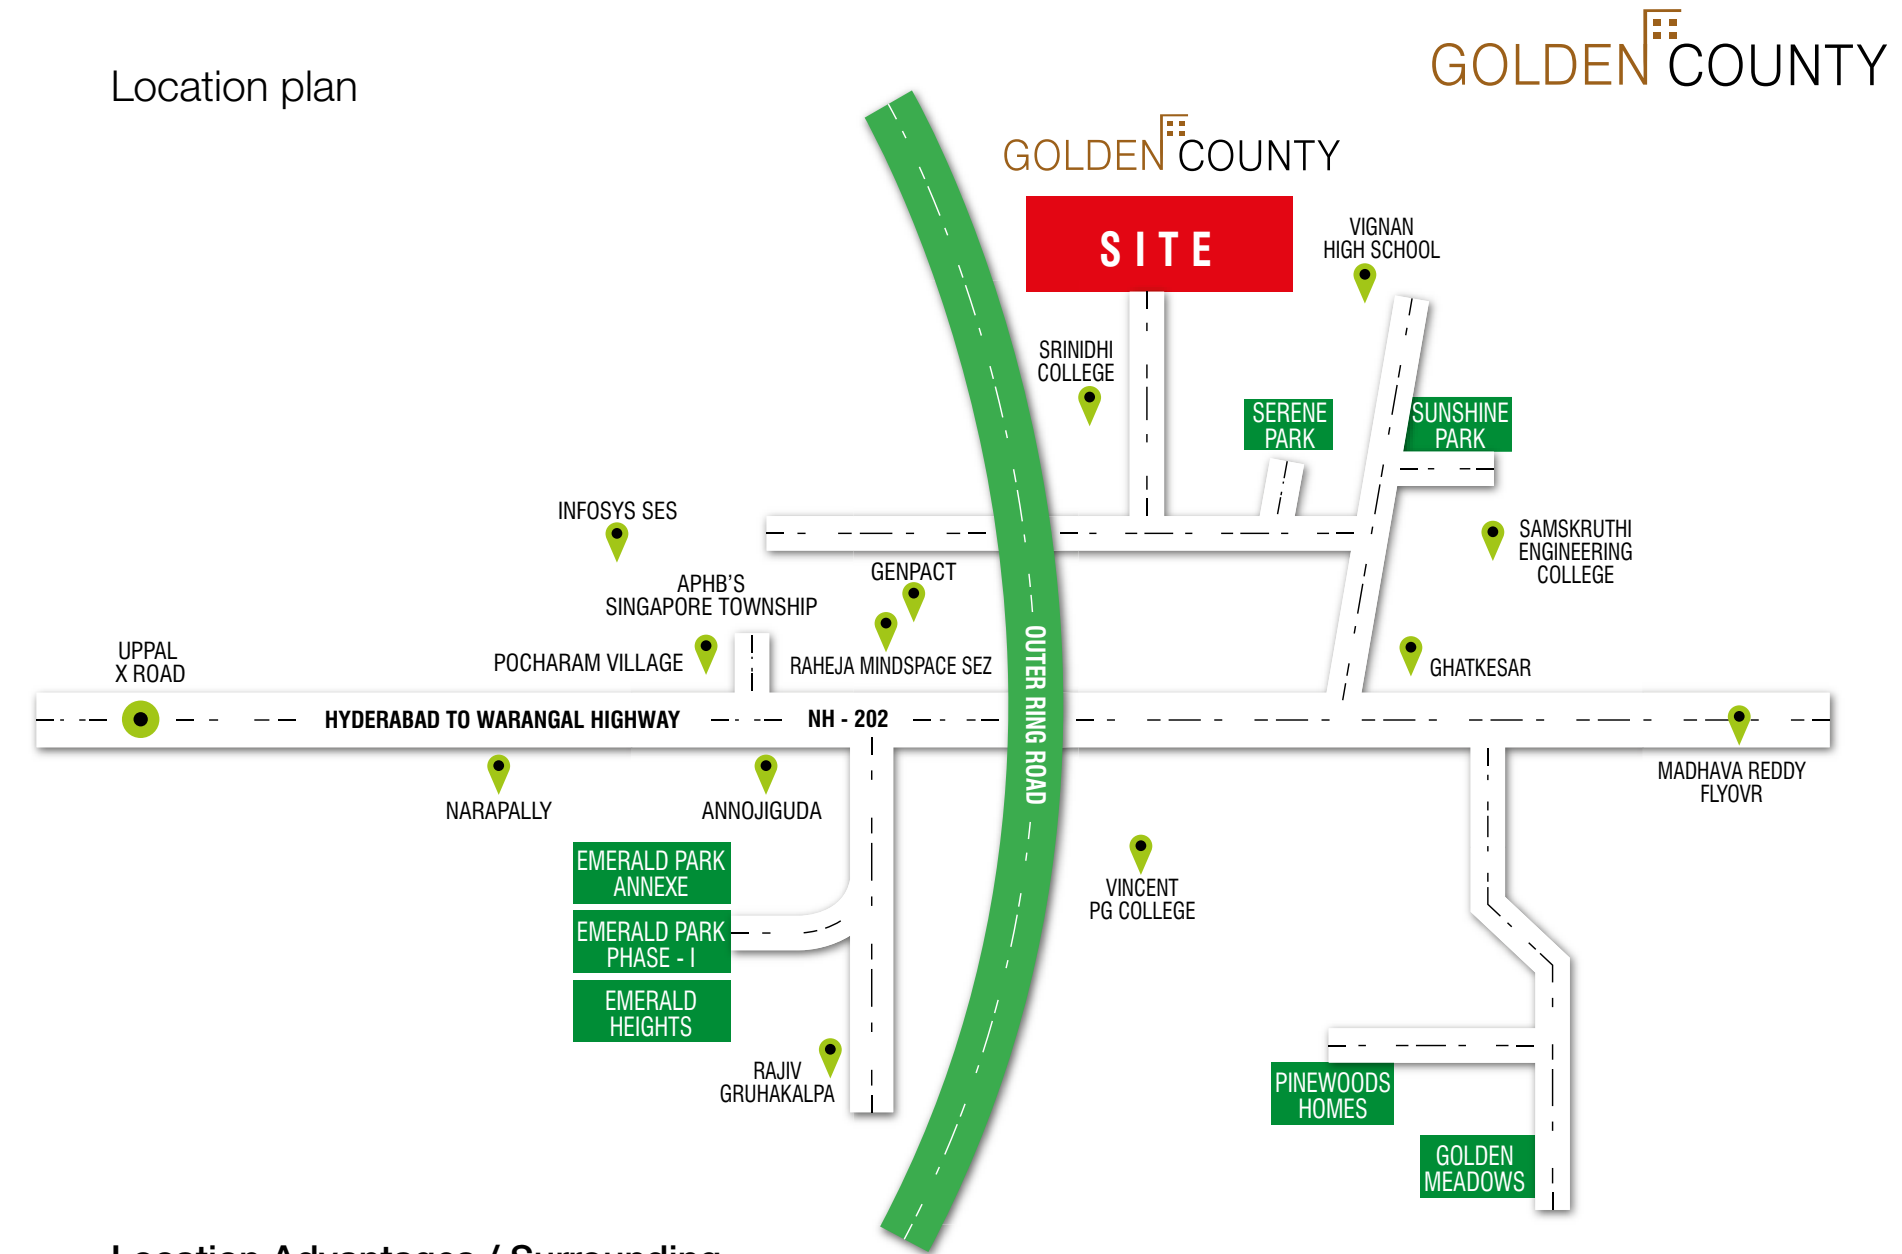 GOLDEN COUNTY
Location plan
GOLDEN COUNTY
SITE
VIGNAN
HIGH SCHOOL
SRINIDHI
COLLEGE
SERENE
PARK
SUNSHINE
PARK
INFOSYS SES
SAMSKRUTHI
ENGINEERING
COLLEGE
GENPACT
APHB'S
SINGAPORE TOWNSHIP
UPPAL
X ROAD
POCHARAM VILLAGE
RAHEJA MINDSPACE SEZ
GHATKESAR
OUTER RING ROAD
HYDERABAD TO WARANGAL HIGHWAY
NH - 202
MADHAVA REDDY
FLYOVR
NARAPALLY
ANNOJIGUDA
EMERALD PARK
ANNEXE
VINCENT
PG COLLEGE
EMERALD PARK
PHASE - I
EMERALD
HEIGHTS
RAJIV
GRUHAKALPA
PINEWOODS
HOMES
GOLDEN
MEADOWS
Location Advantages / Surrounding